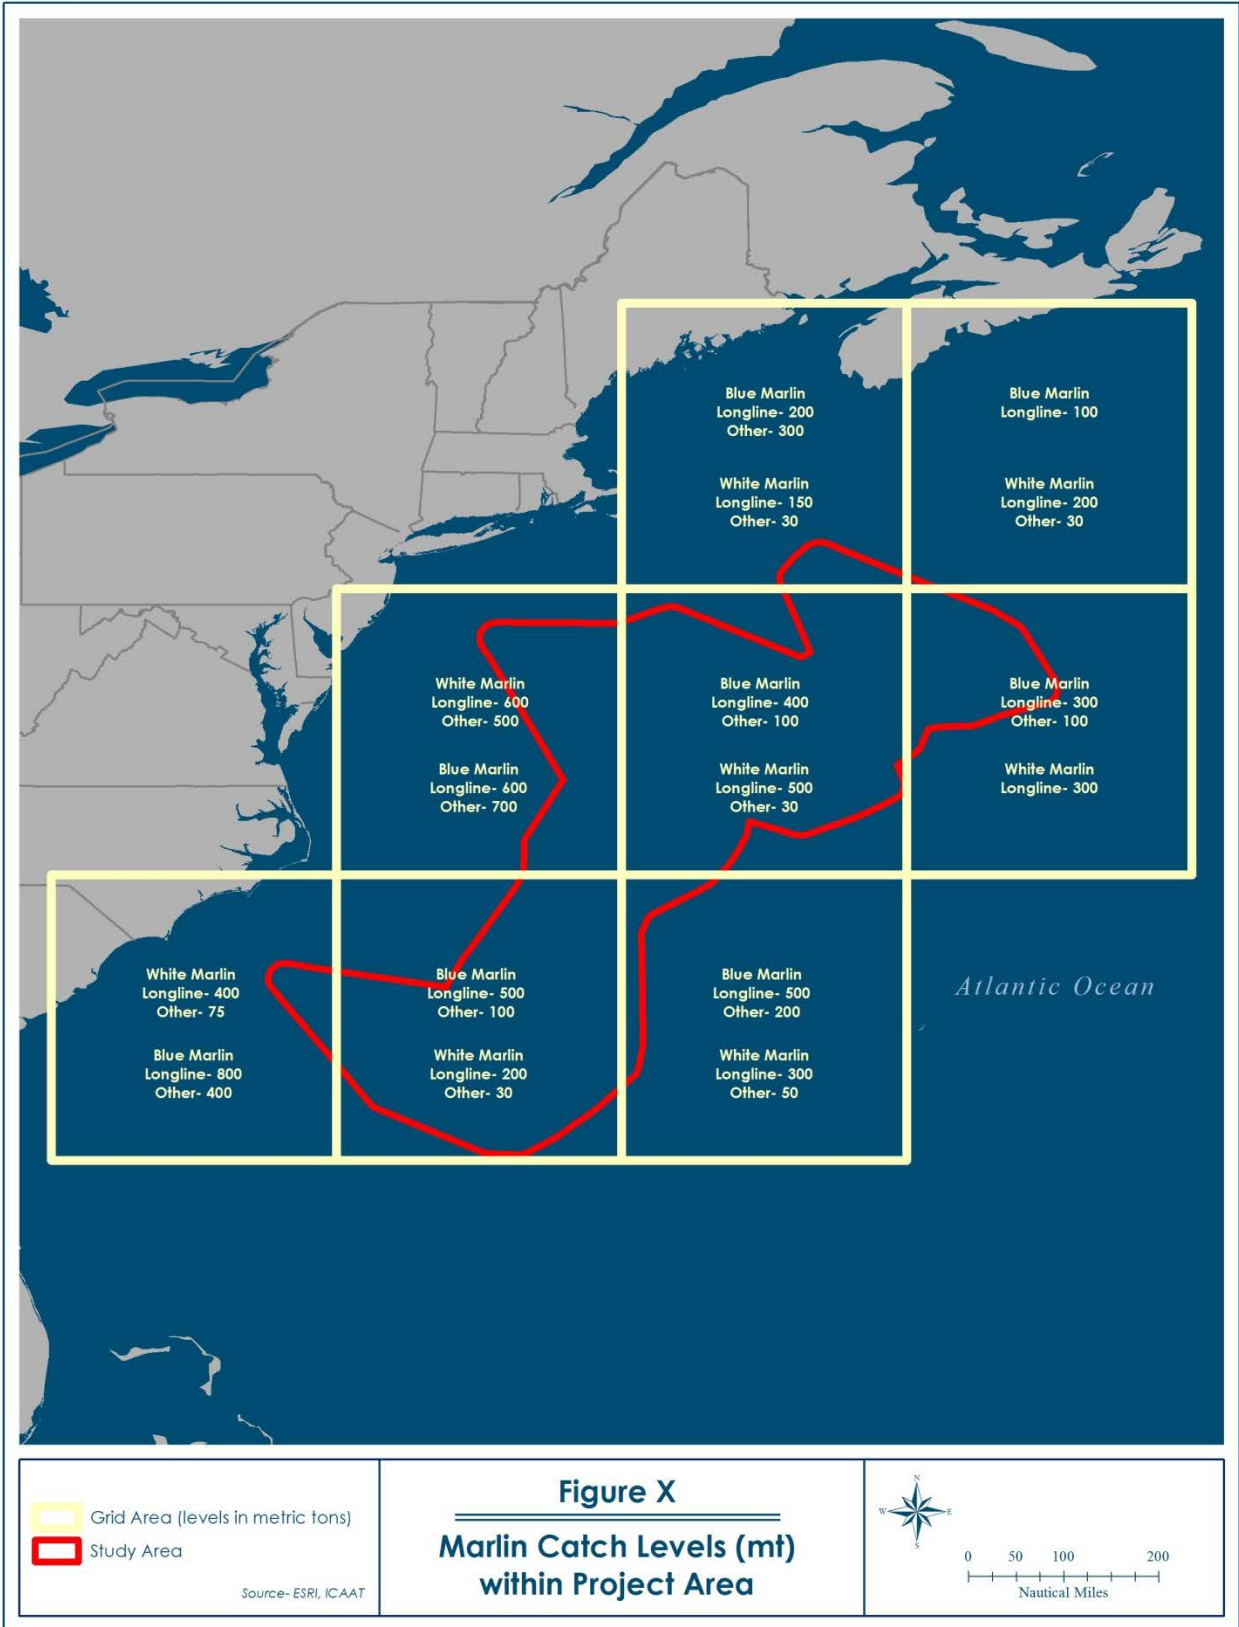 Blue Marlin
Longline- 200
Other- 300
White Marlin
Longline- 150
Other- 30
Blue Marlin
Longline- 100
White Marlin
Longline- 200
Other- 30
White Marlin
Longline- 600
Other- 500
Blue Marlin
Longline- 600
Other- 700
Blue Marlin
Longline- 400
Other- 100
White Marlin
Longline- 500
Other- 30
Blue Marlin
Longline- 300
Other- 100
White Marlin
Longline- 300
White Marlin
Longline- 400
Other- 75
Blue Marlin
Longline- 800
Other- 400
Blue Marlin
Longline- 500
Other- 100
White Marlin
Longline- 200
Other- 30
Blue Marlin
Longline- 500
Other- 200
White Marlin
Longline- 300
Other- 50
Atlantic Ocean
Grid Area (levels in metric tons)
Study Area
Source- ESRI, ICAAT
Figure X
Marlin Catch Levels (mt)
within Project Area
N
W E
S
0 50 100 200
Nautical Miles